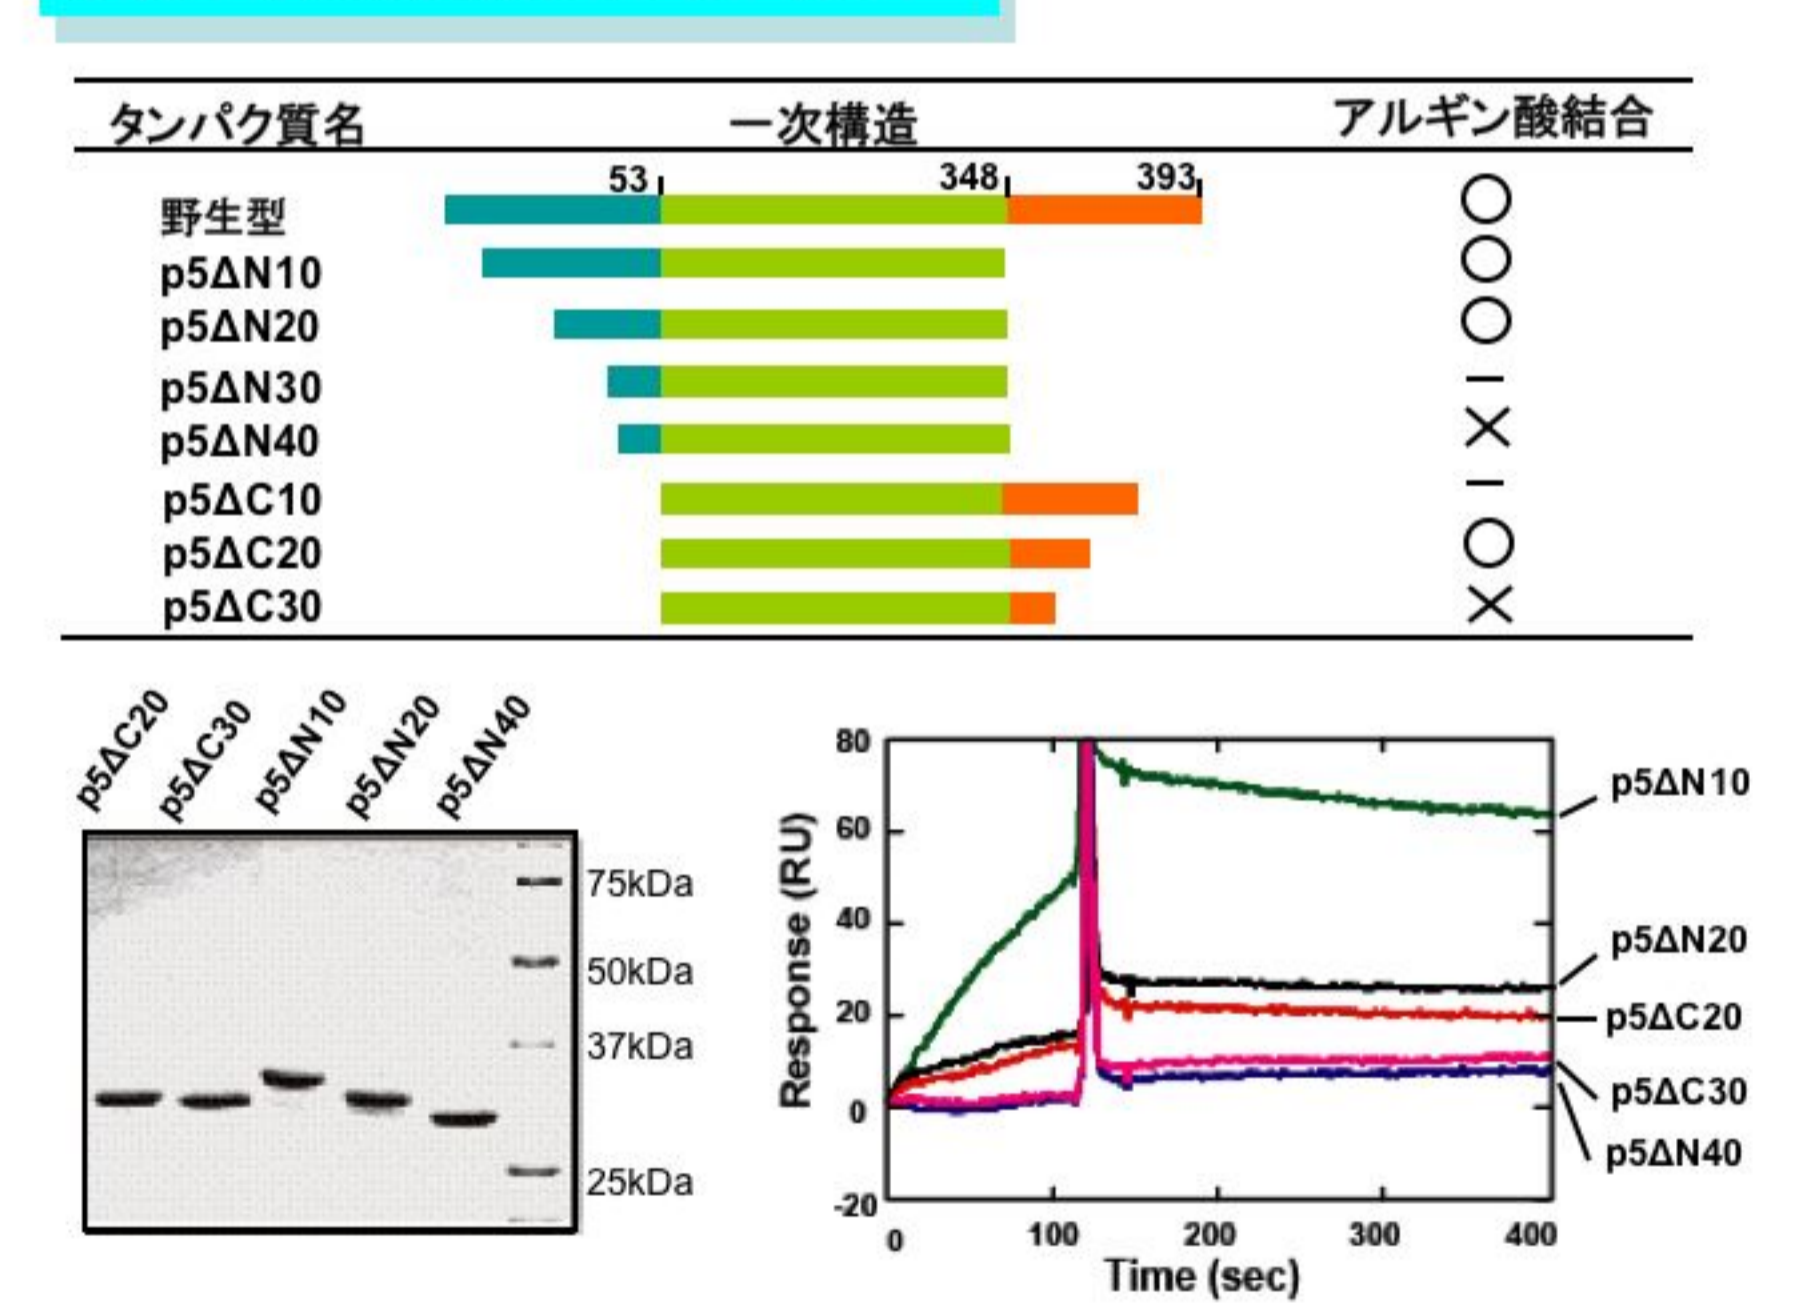 タンパク質名 一次構造 アルギン酸結合
53 348 393
野生型 ○
p5ΔN10 ○
p5ΔN20 ○
p5ΔN30 −
p5ΔN40 ×
p5ΔC10 −
p5ΔC20 ○
p5ΔC30 ×
p5ΔC20 p5ΔC30 p5ΔN10 p5ΔN20 p5ΔN40
75kDa
50kDa
37kDa
25kDa
Response (RU)
80
60
40
20
0
-20
0 100 200 300 400
Time (sec)
p5ΔN10
p5ΔN20
p5ΔC20
p5ΔC30
p5ΔN40